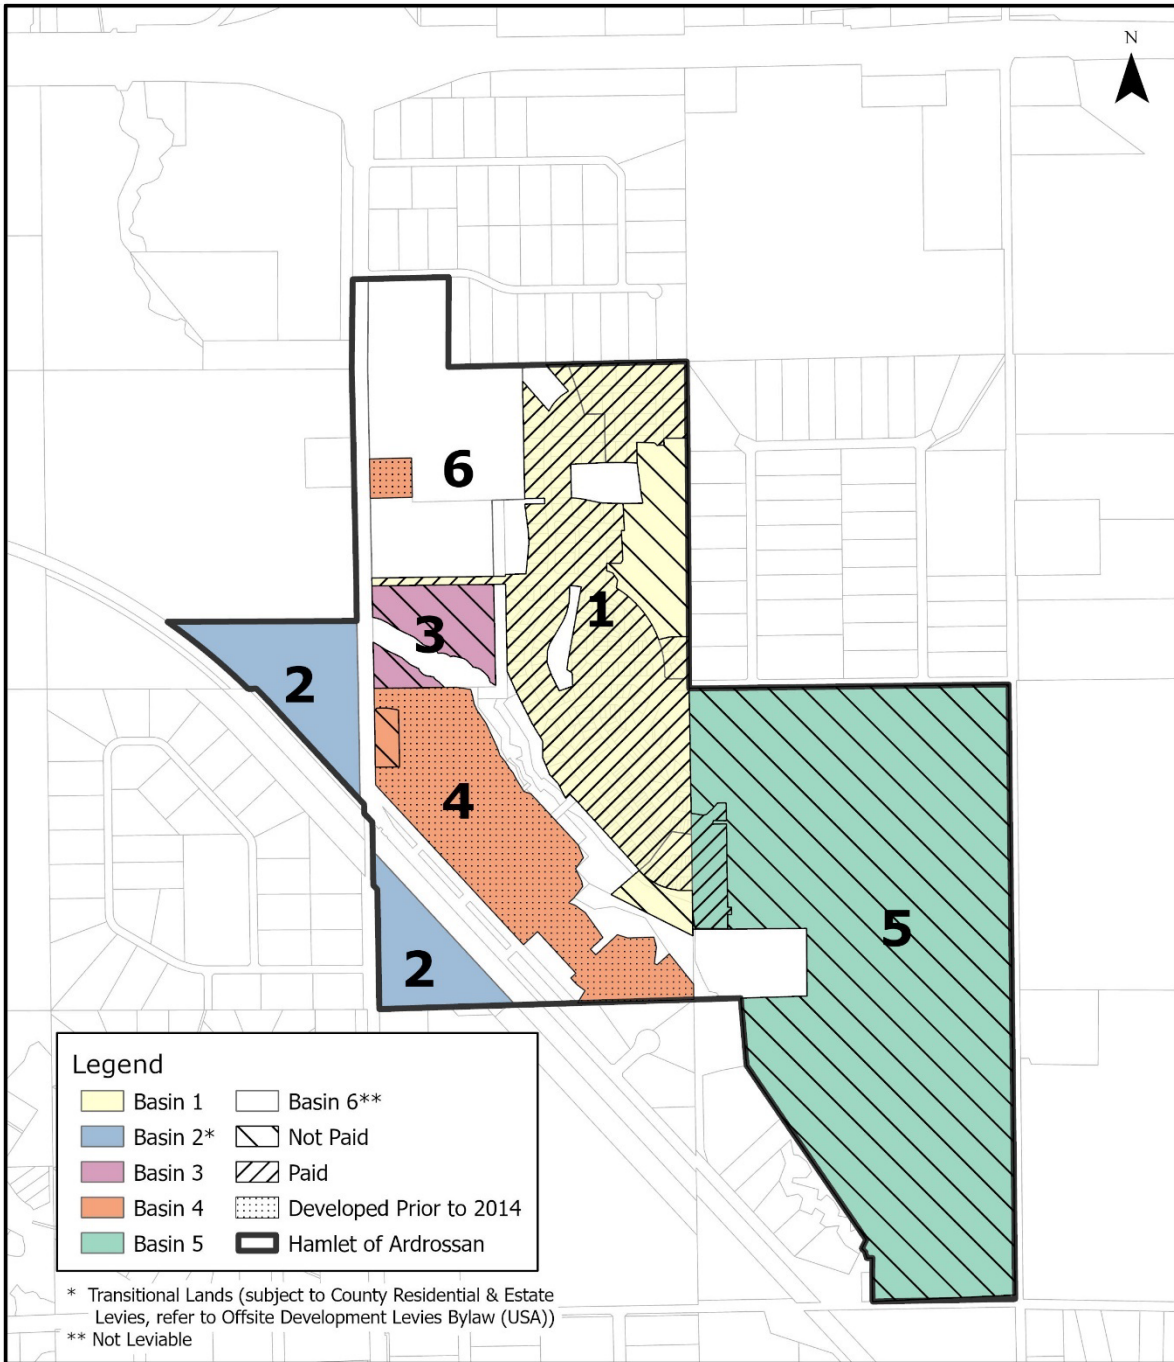 N
6
1
3
2
4
5
2
Legend
Basin 1
Basin 6**
Basin 2*
Not Paid
Basin 3
Paid
Basin 4
Developed Prior to 2014
Basin 5
Hamlet of Ardrossan
* Transitional Lands (subject to County Residential & Estate
Levies, refer to Offsite Development Levies Bylaw (USA))
** Not Leviable